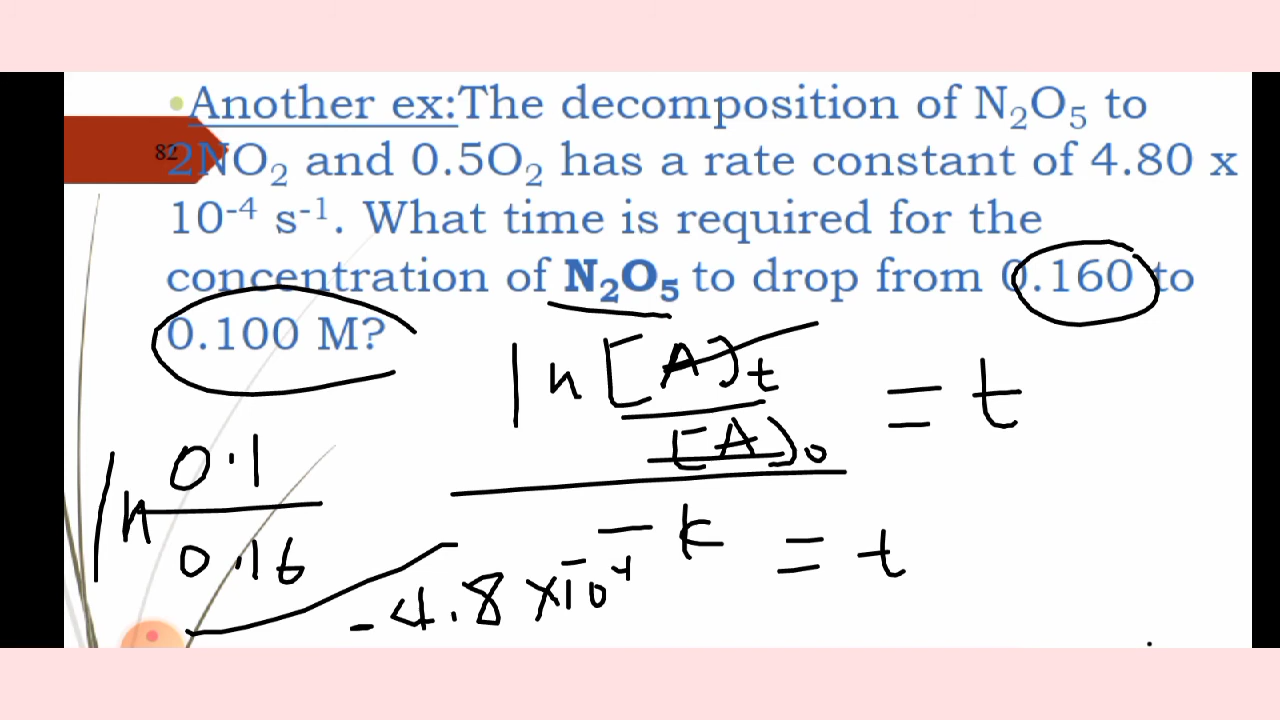 •Another ex:The decomposition of N₂O₅ to
82
2NO₂ and 0.5O₂ has a rate constant of 4.80 x
10⁻⁴ s⁻¹. What time is required for the
concentration of N₂O₅ to drop from 0.160 to
0.100 M?
ln [A]t
[A]₀
- k
= t
ln 0.1
0.16
- 4.8 x 10⁻⁴
= t